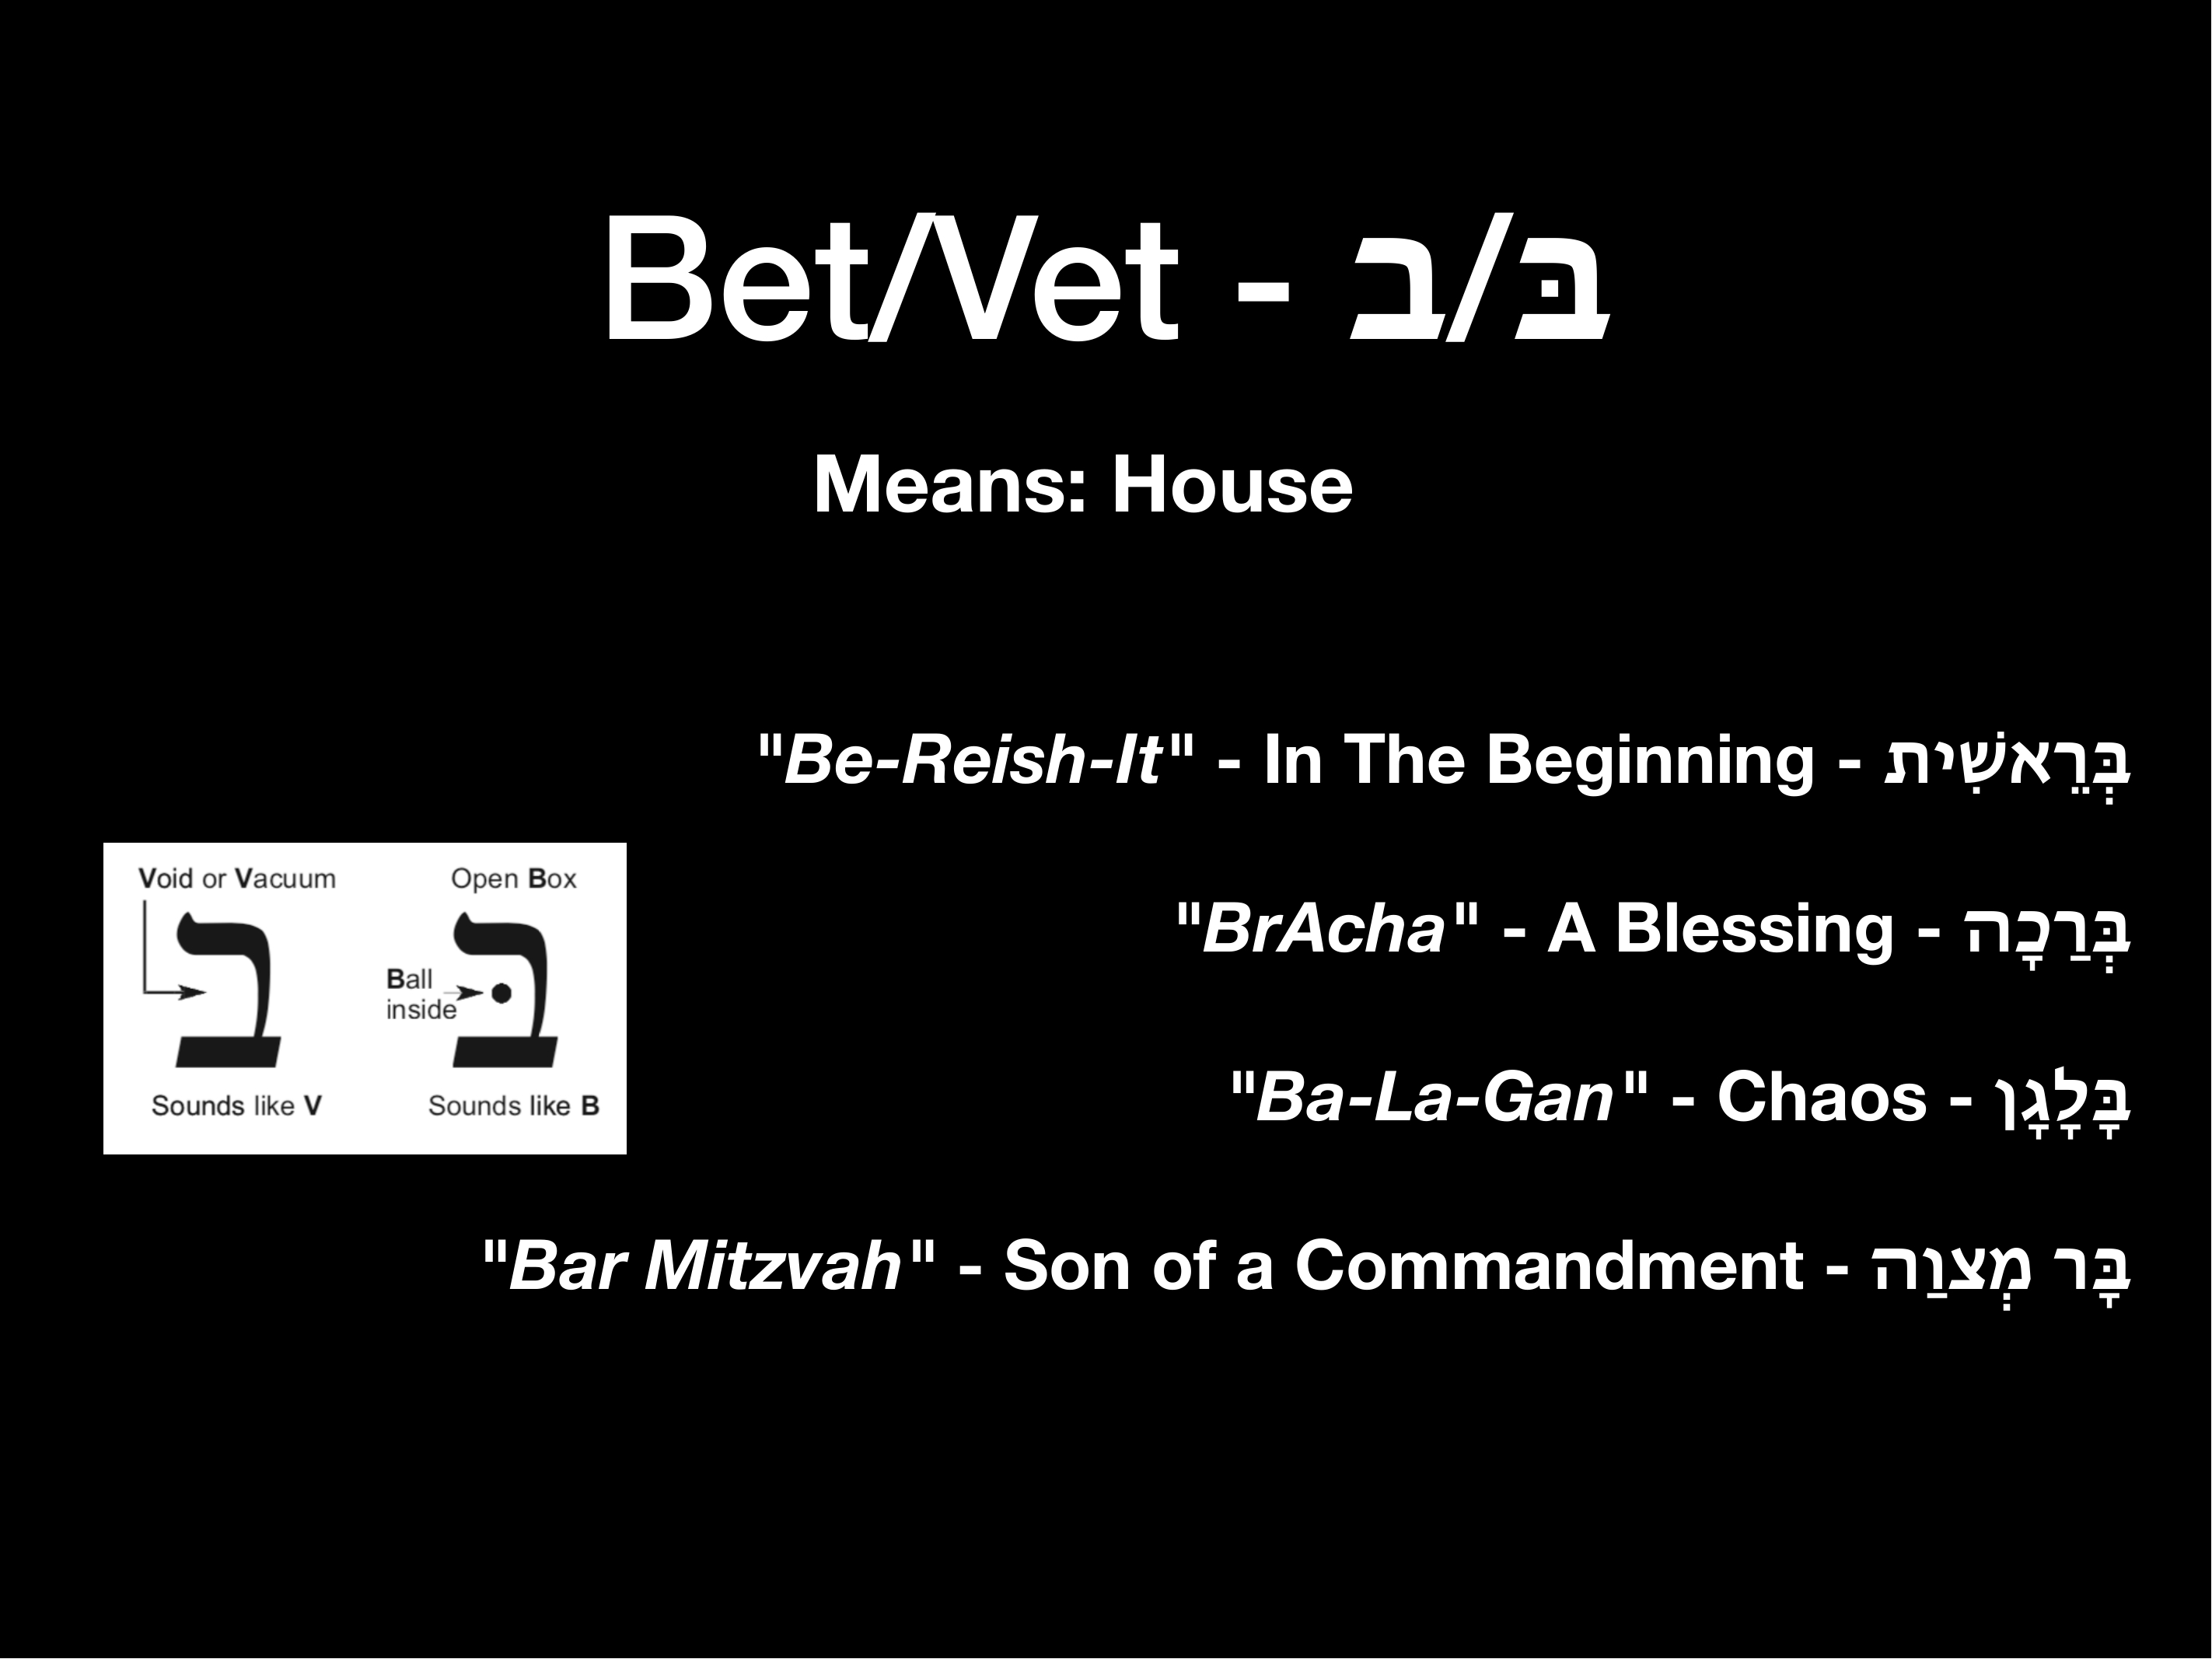 Bet/Vet - בּ/ב
Means: House
"Be-Reish-It" - In The Beginning - בְּרֵאשִׁית
"BrAcha" - A Blessing - בְּרַכָה
"Ba-La-Gan" - Chaos - בָּלָגָן
"Bar Mitzvah" - Son of a Commandment - בָּר מְצוַה
Void or Vacuum
Open Box
ב
בּ
Ball
inside
Sounds like V
Sounds like B